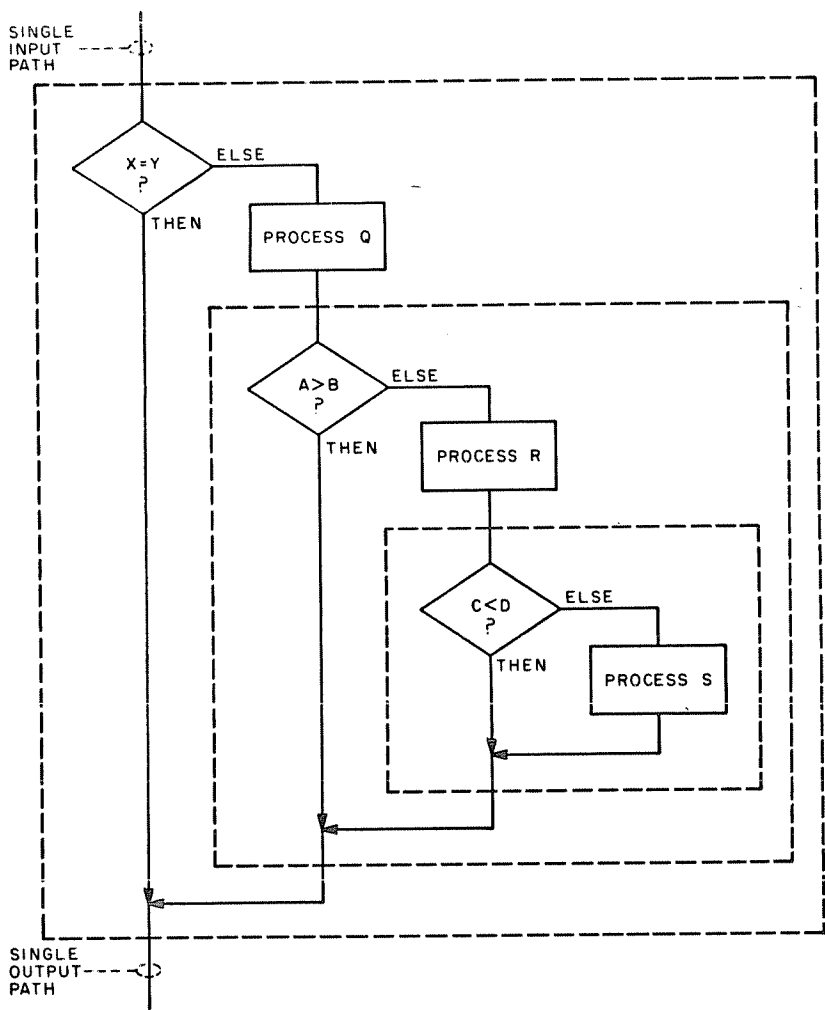 SINGLE
INPUT
PATH
X=Y
?
ELSE
THEN
PROCESS Q
A>B
?
ELSE
THEN
PROCESS R
C<D
?
ELSE
THEN
PROCESS S
SINGLE
OUTPUT
PATH